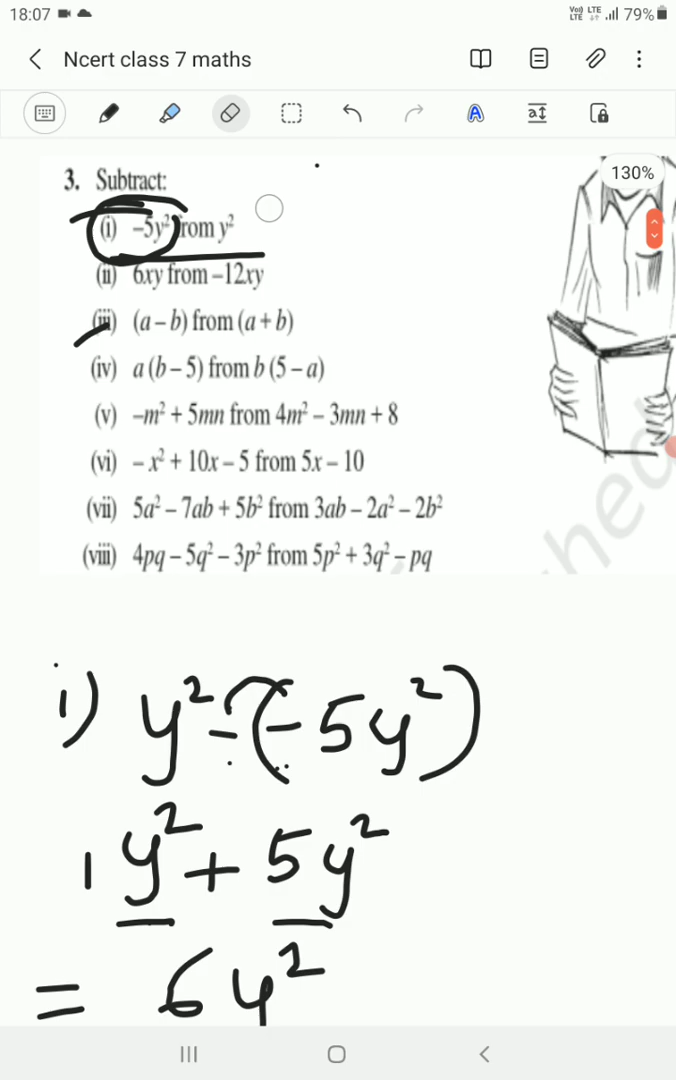 18:07 Vo) LTE LTE 79%
Ncert class 7 maths
130%
3. Subtract:
(i) –5y² from y²
(ii) 6xy from –12xy
(iii) (a – b) from (a + b)
(iv) a (b – 5) from b (5 – a)
(v) –m² + 5mn from 4m² – 3mn + 8
(vi) – x² + 10x – 5 from 5x – 10
(vii) 5a² – 7ab + 5b² from 3ab – 2a² – 2b²
(viii) 4pq – 5q² – 3p² from 5p² + 3q² – pq
i) y² - (-5y²)
1y² + 5y²
= 6y²